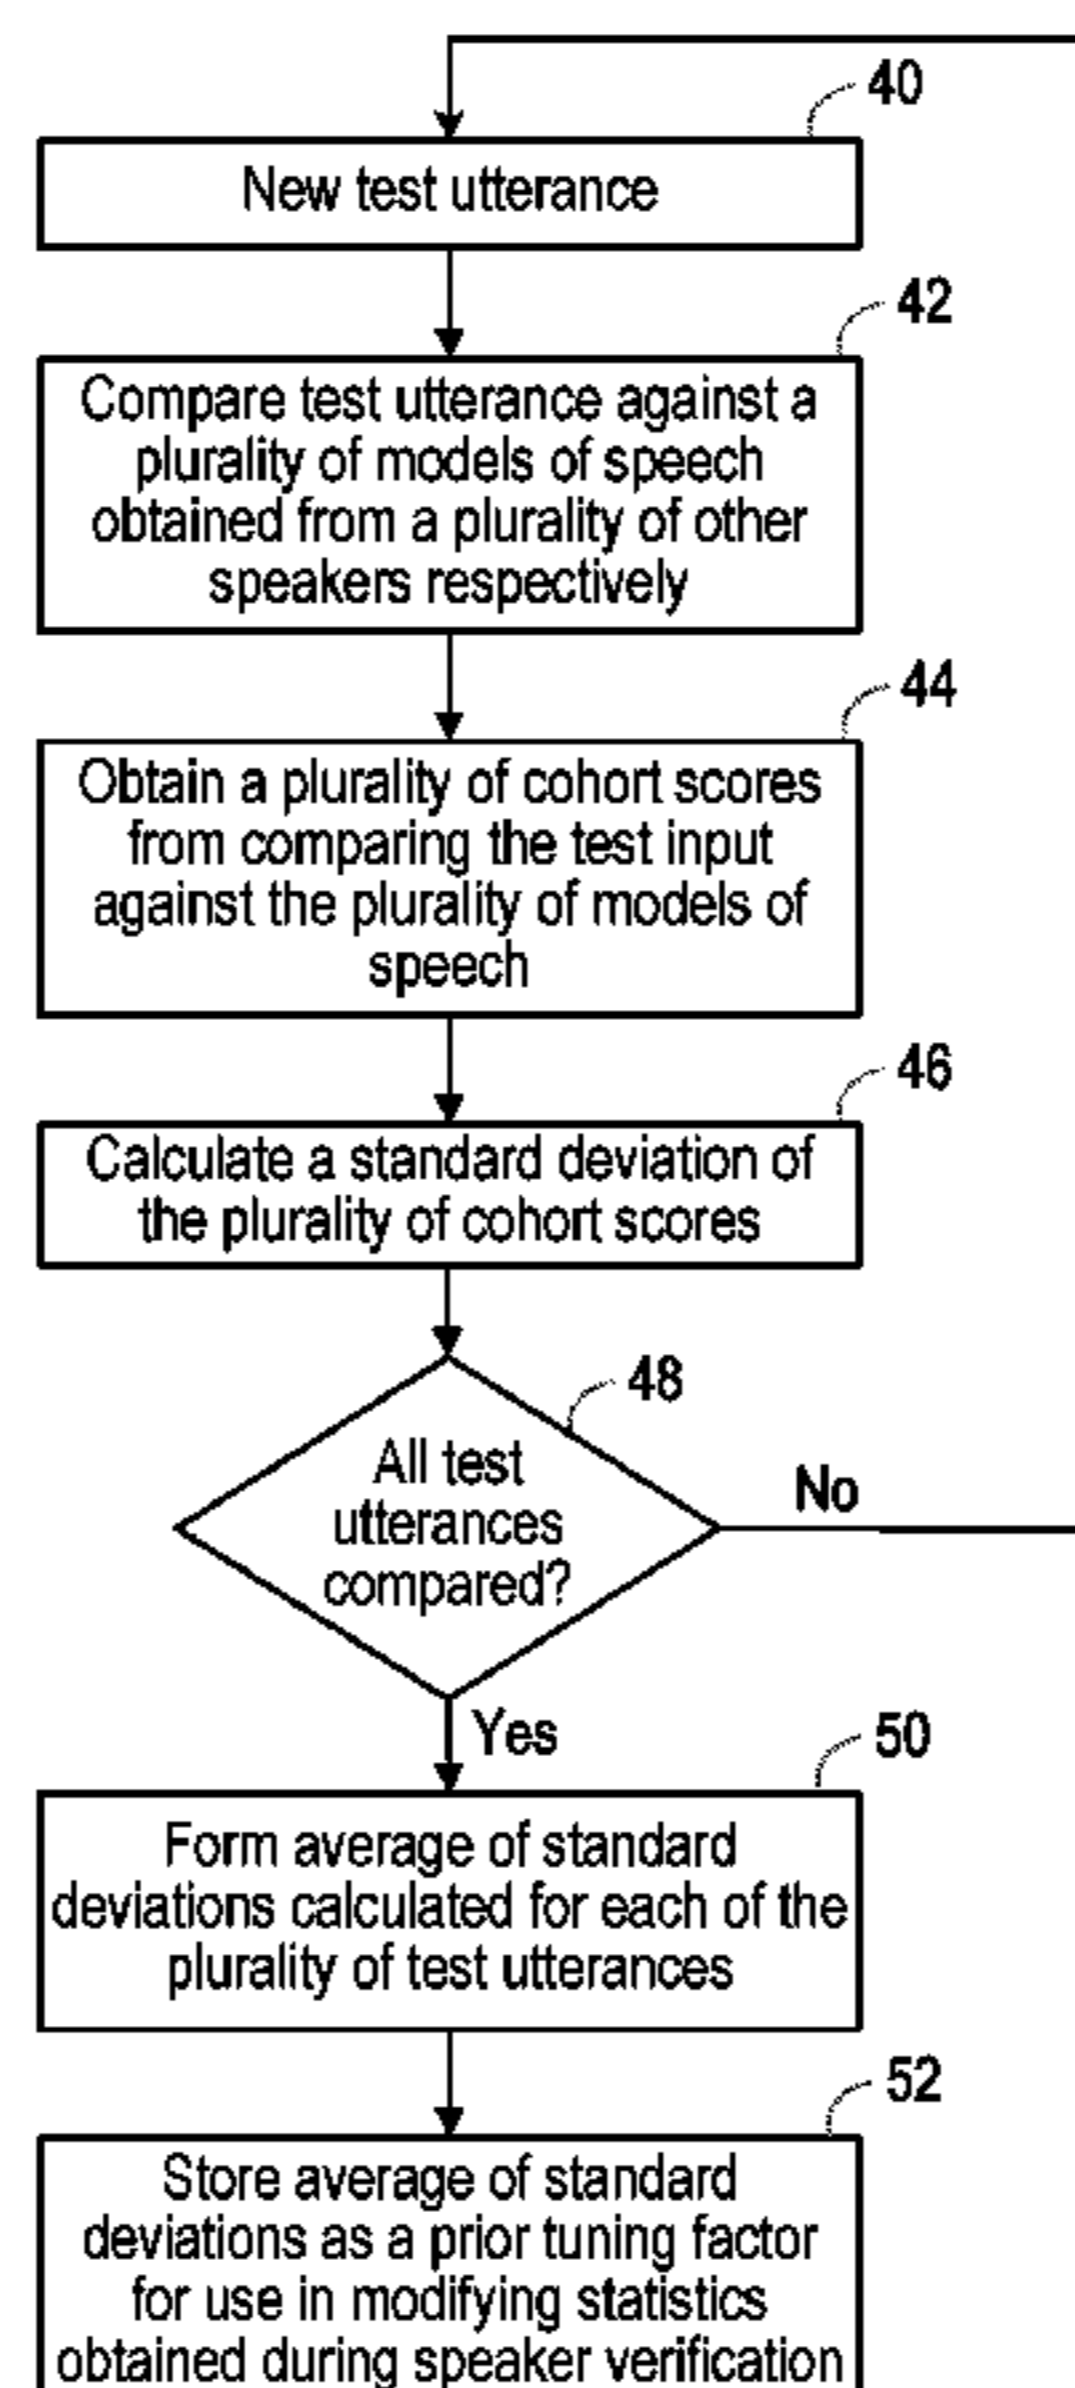 40
New test utterance
42
Compare test utterance against a
plurality of models of speech
obtained from a plurality of other
speakers respectively
44
Obtain a plurality of cohort scores
from comparing the test input
against the plurality of models of
speech
46
Calculate a standard deviation of
the plurality of cohort scores
48
All test
utterances
compared?
No
Yes
50
Form average of standard
deviations calculated for each of the
plurality of test utterances
52
Store average of standard
deviations as a prior tuning factor
for use in modifying statistics
obtained during speaker verification